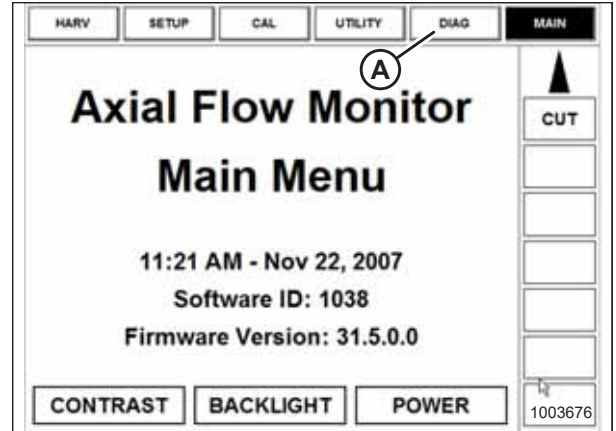 HARV SETUP CAL UTILITY DIAG MAIN
A
Axial Flow Monitor
CUT
Main Menu
11:21 AM - Nov 22, 2007
Software ID: 1038
Firmware Version: 31.5.0.0
CONTRAST BACKLIGHT POWER
1003676